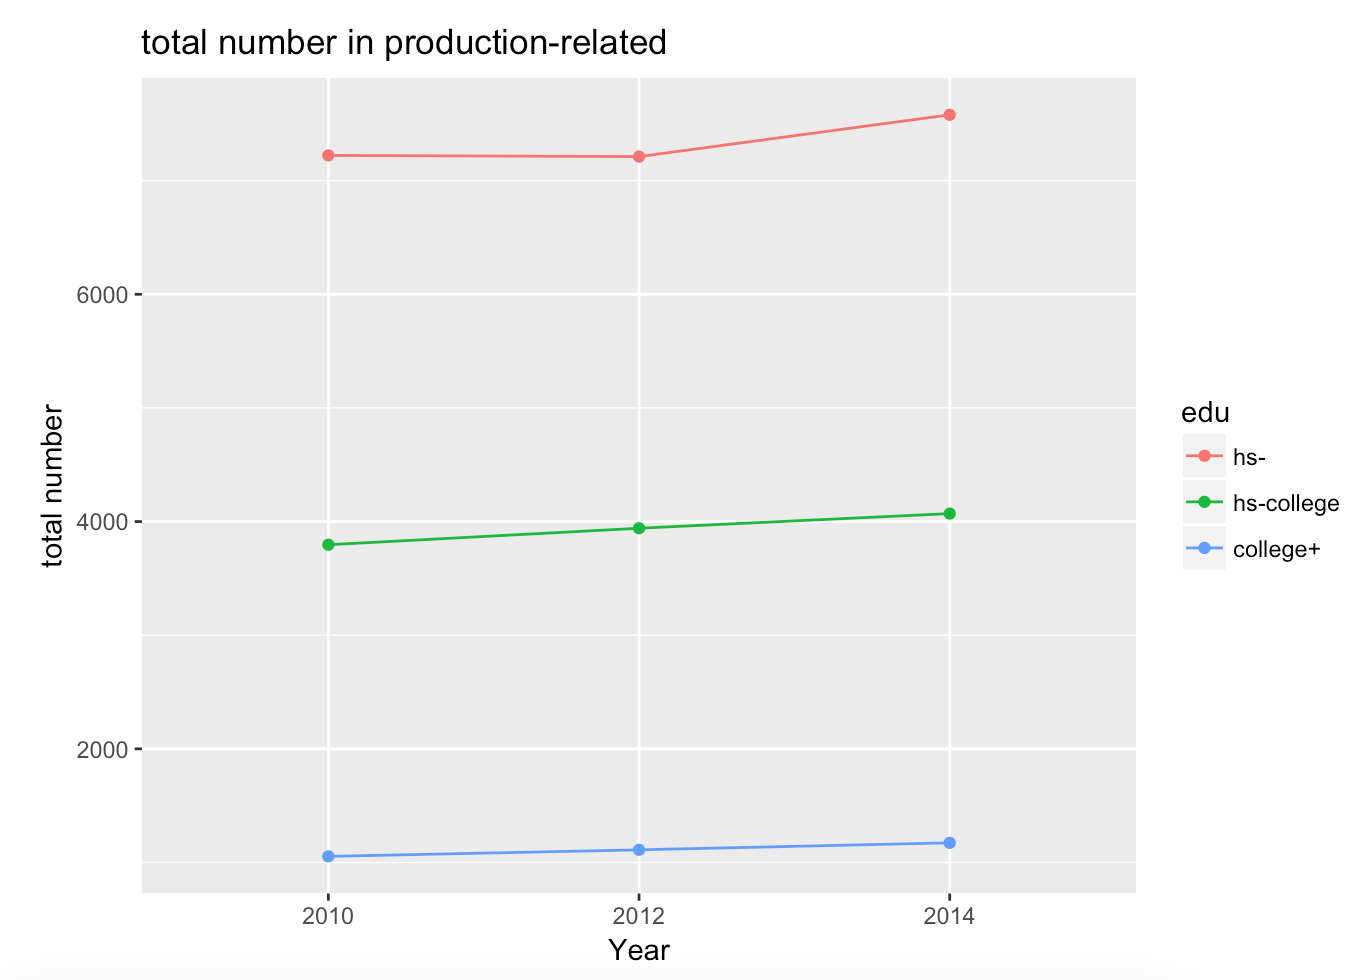 total number in production-related
total number
6000
4000
2000
2010
2012
2014
Year
edu
hs-
hs-college
college+